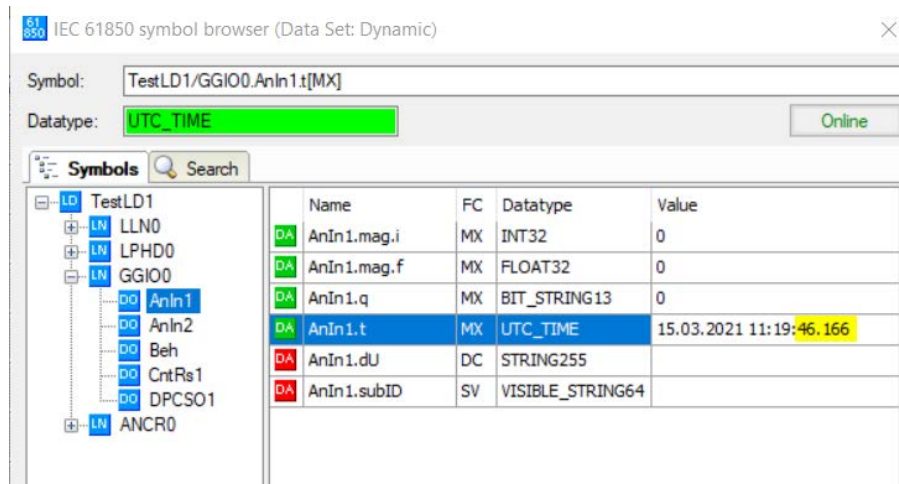 61 850 IEC 61850 symbol browser (Data Set: Dynamic)
Symbol: TestLD1/GGIO0.AnIn1.t[MX]
Datatype: UTC_TIME Online
Symbols Search
LD TestLD1
LN LLN0
LN LPHD0
LN GGIO0
DO AnIn1
DO AnIn2
DO Beh
DO CntRs1
DO DPCSO1
LN ANCR0
Name FC Datatype Value
DA AnIn1.mag.i MX INT32 0
DA AnIn1.mag.f MX FLOAT32 0
DA AnIn1.q MX BIT_STRING13 0
DA AnIn1.t MX UTC_TIME 15.03.2021 11:19:46.166
DA AnIn1.dU DC STRING255
DA AnIn1.subID SV VISIBLE_STRING64